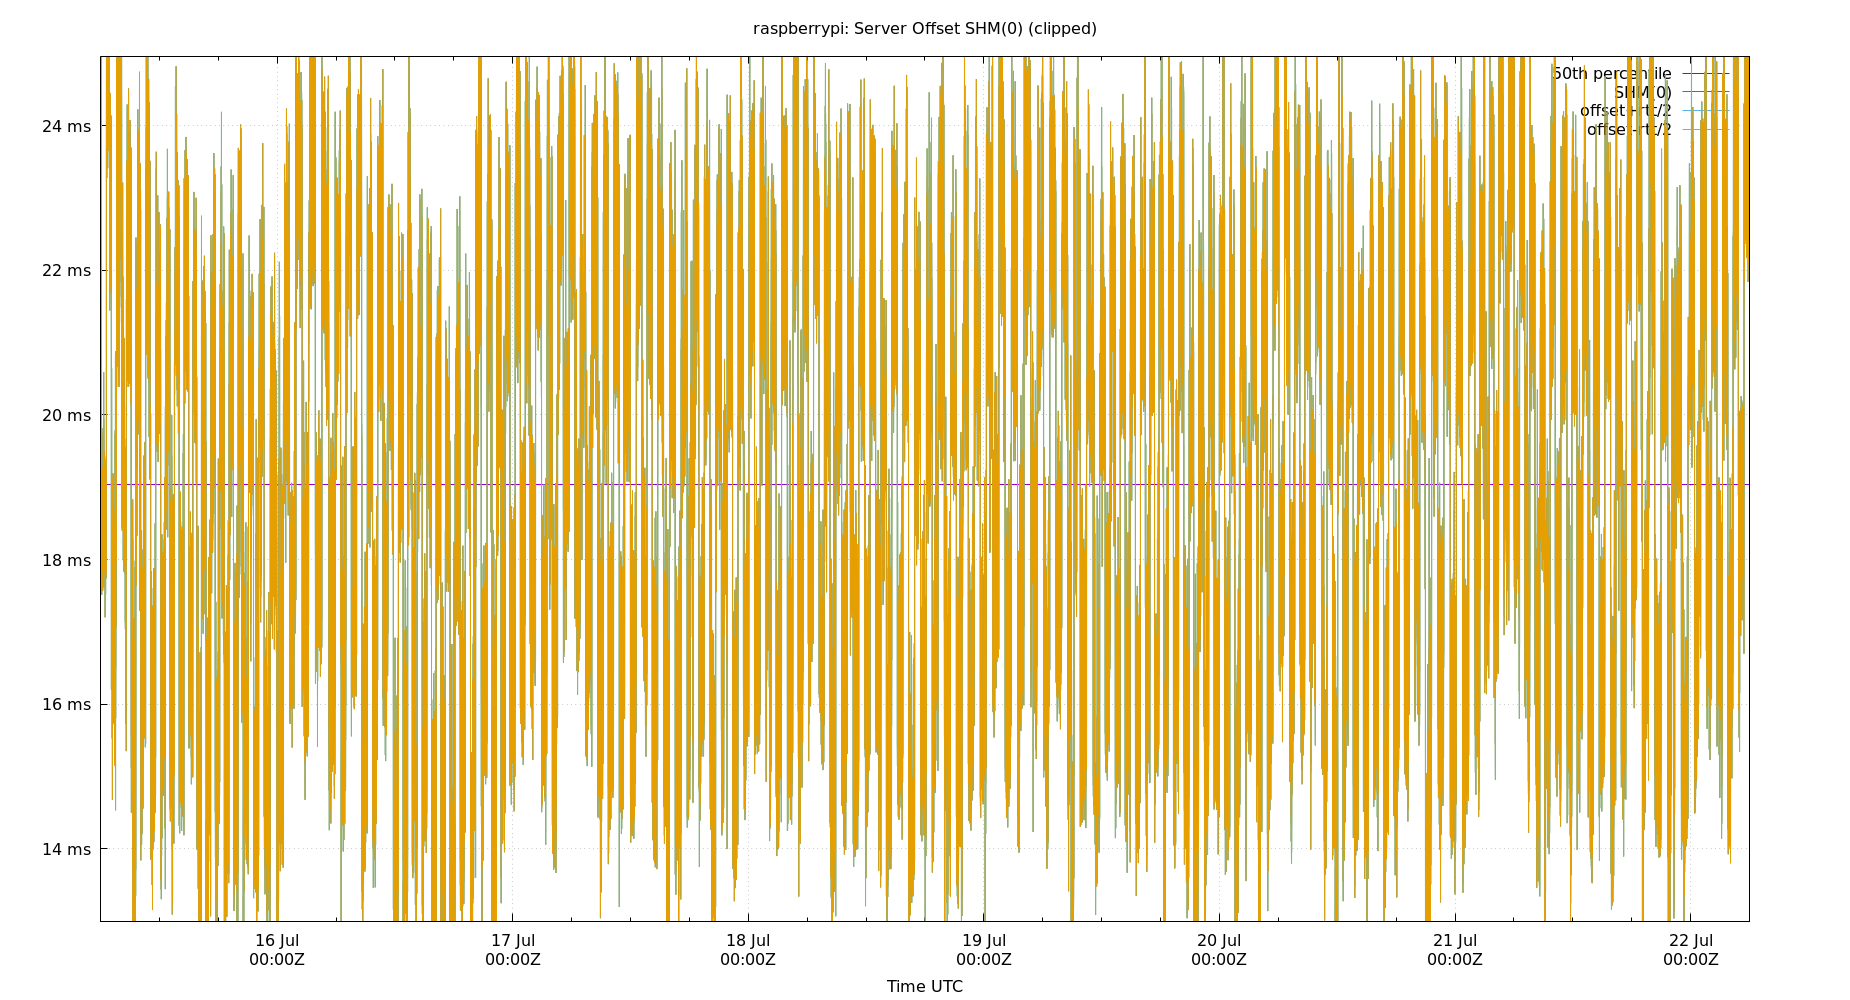 raspberrypi: Server Offset SHM(0) (clipped)
50th percentile
SHM(0)
offset+rtt/2
offset-rtt/2
24 ms
22 ms
20 ms
18 ms
16 ms
14 ms
16 Jul 17 Jul 18 Jul 19 Jul 20 Jul 21 Jul 22 Jul
00:00Z 00:00Z 00:00Z 00:00Z 00:00Z 00:00Z 00:00Z
Time UTC